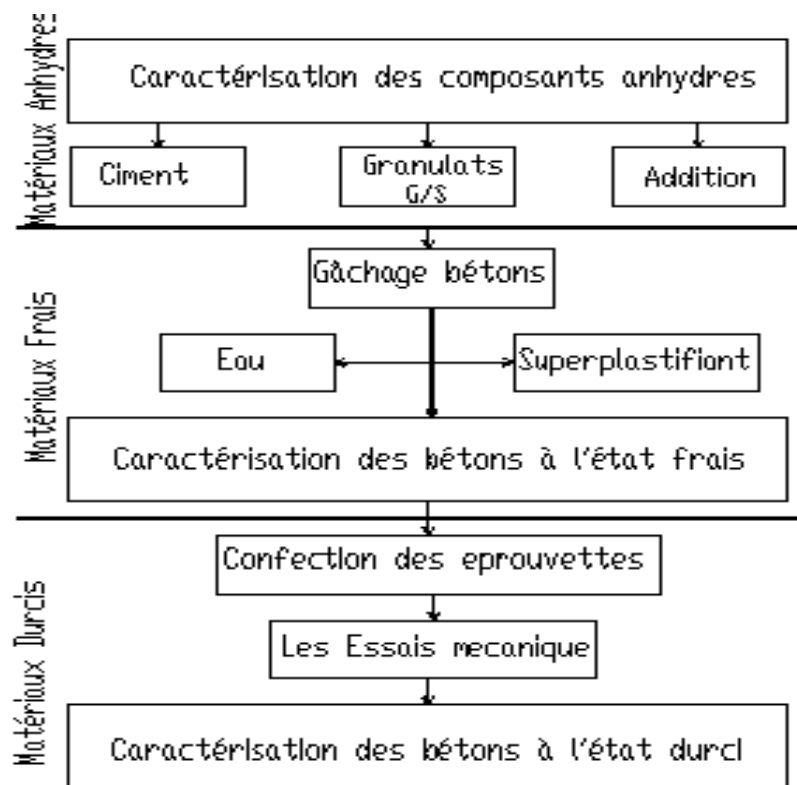 Matériaux Anhydres
Caractérisation des composants anhydres
Ciment
Granulats
G/S
Addition
Matériaux Frais
Gâchage bétons
Eau
Superplastifiant
Caractérisation des bétons à l'état frais
Matériaux Durcis
Confection des eprouvettes
Les Essais mecanique
Caractérisation des bétons à l'état durci